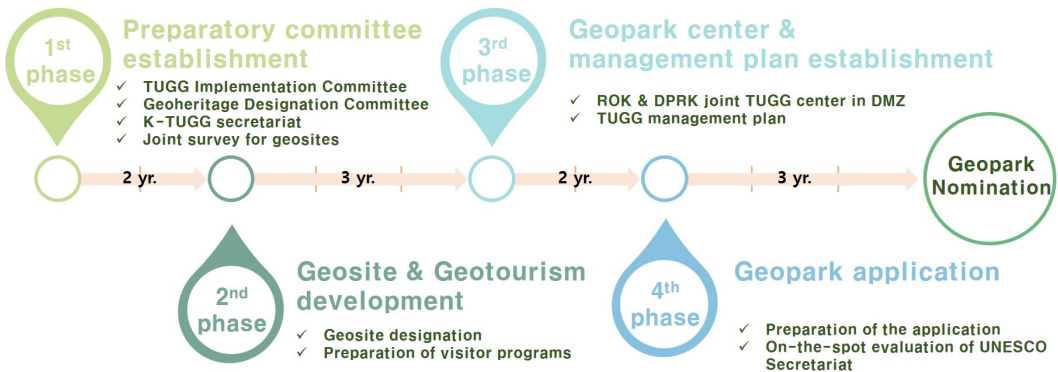 1st
phase
Preparatory committee
establishment
✓ TUGG Implementation Committee
✓ Geoheritage Designation Committee
✓ K-TUGG secretariat
✓ Joint survey for geosites
3rd
phase
Geopark center &
management plan establishment
✓ ROK & DPRK joint TUGG center in DMZ
✓ TUGG management plan
2 yr.
3 yr.
2 yr.
3 yr.
Geopark
Nomination
2nd
phase
Geosite & Geotourism
development
✓ Geosite designation
✓ Preparation of visitor programs
4th
phase
Geopark application
✓ Preparation of the application
✓ On-the-spot evaluation of UNESCO
Secretariat